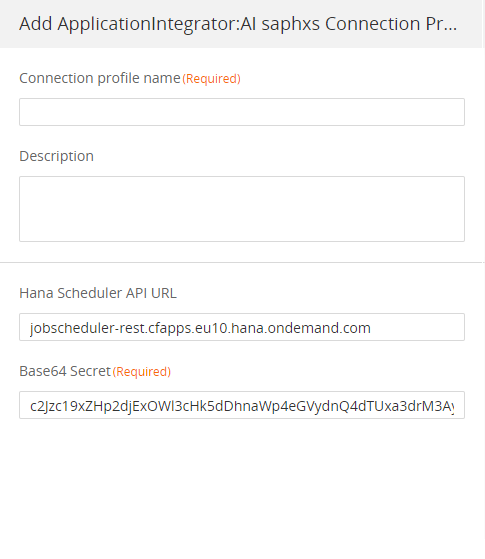 Add ApplicationIntegrator:AI saphxs Connection Pr...
Connection profile name (Required)
Description
Hana Scheduler API URL
jobscheduler-rest.cfapps.eu10.hana.ondemand.com
Base64 Secret (Required)
c2Jzc19xZHp2djExOWl3cHk5dDhnaWp4eGVydnQ4dTUxa3drM3Ay